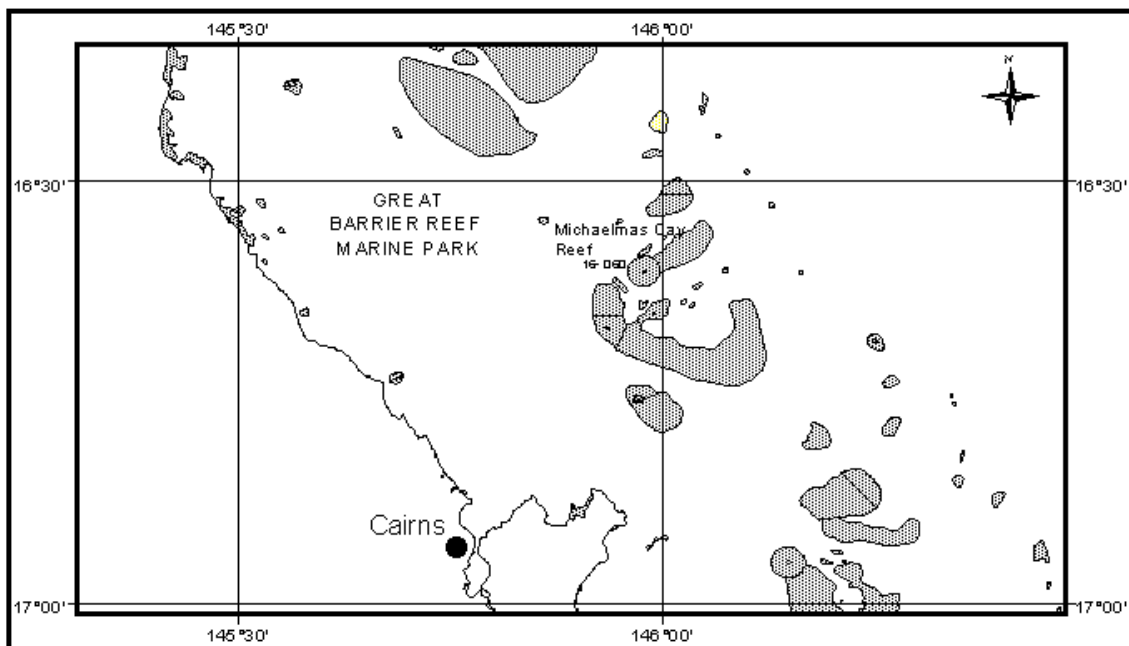 145°30'
146°00'
N
16°30'
16°30'
GREAT
BARRIER REEF
MARINE PARK
Michaelmas Cay
Reef
16-060
Cairns
17°00'
17°00'
145°30'
146°00'